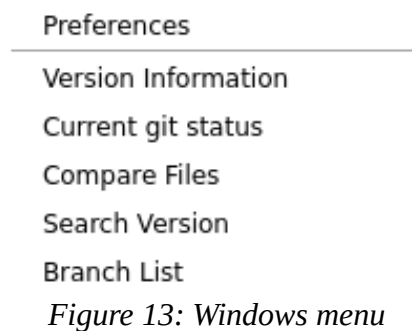 Preferences
Version Information
Current git status
Compare Files
Search Version
Branch List
Figure 13: Windows menu